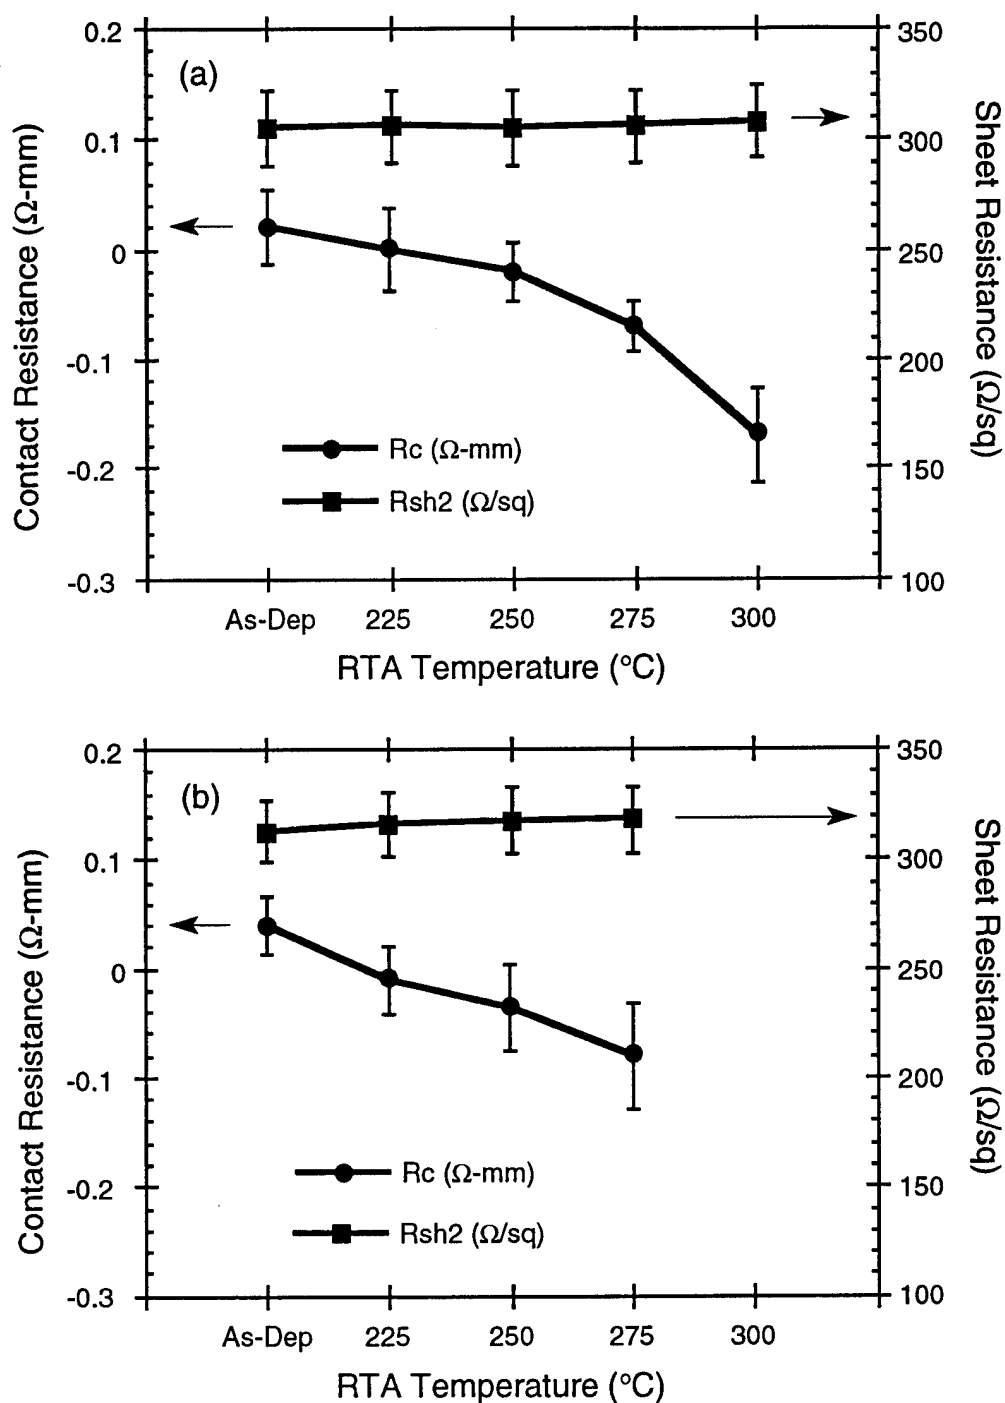 (a)
0.2
0.1
0
-0.1
-0.2
-0.3
Contact Resistance (Ω-mm)
350
300
250
200
150
100
Sheet Resistance (Ω/sq)
Rc (Ω-mm)
Rsh2 (Ω/sq)
As-Dep 225 250 275 300
RTA Temperature (°C)
(b)
0.2
0.1
0
-0.1
-0.2
-0.3
Contact Resistance (Ω-mm)
350
300
250
200
150
100
Sheet Resistance (Ω/sq)
Rc (Ω-mm)
Rsh2 (Ω/sq)
As-Dep 225 250 275 300
RTA Temperature (°C)